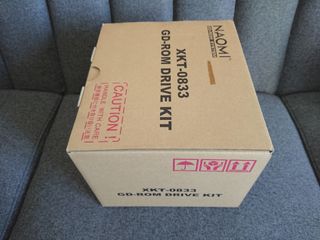 NAOMI
XKT-0833
GD-ROM DRIVE KIT
CAUTION!
HANDLE WITH CARE
XKT-0833
GD-ROM DRIVE KIT